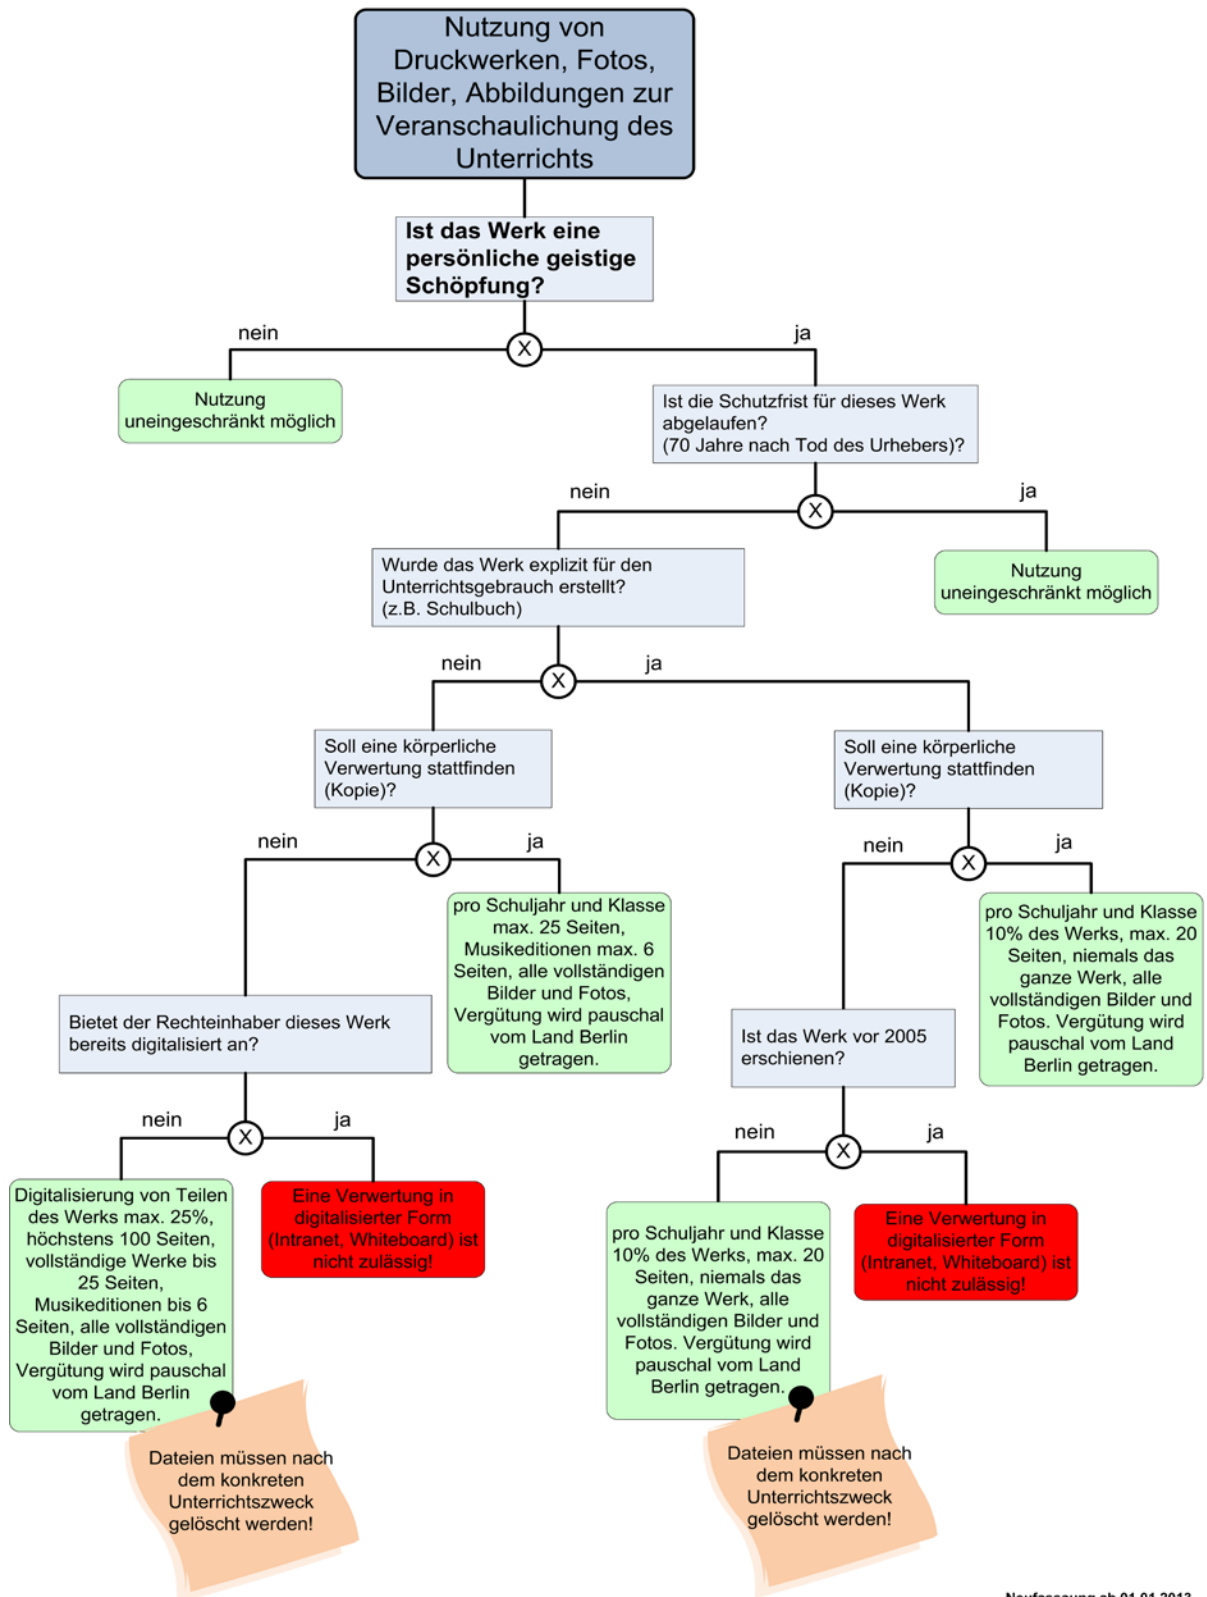 Nutzung von
Druckwerken, Fotos,
Bilder, Abbildungen zur
Veranschaulichung des
Unterrichts
Ist das Werk eine
persönliche geistige
Schöpfung?
nein
ja
X
Nutzung
uneingeschränkt möglich
Ist die Schutzfrist für dieses Werk
abgelaufen?
(70 Jahre nach Tod des Urhebers)?
nein
ja
X
Wurde das Werk explizit für den
Unterrichtsgebrauch erstellt?
(z.B. Schulbuch)
Nutzung
uneingeschränkt möglich
nein
ja
X
Soll eine körperliche
Verwertung stattfinden
(Kopie)?
Soll eine körperliche
Verwertung stattfinden
(Kopie)?
nein
ja
X
nein
ja
X
pro Schuljahr und Klasse
max. 25 Seiten,
Musikeditionen max. 6
Seiten, alle vollständigen
Bilder und Fotos,
Vergütung wird pauschal
vom Land Berlin
getragen.
pro Schuljahr und Klasse
10% des Werks, max. 20
Seiten, niemals das
ganze Werk, alle
vollständigen Bilder und
Fotos. Vergütung wird
pauschal vom Land
Berlin getragen.
Bietet der Rechteinhaber dieses Werk
bereits digitalisiert an?
Ist das Werk vor 2005
erschienen?
nein
ja
X
nein
ja
X
Digitalisierung von Teilen
des Werks max. 25%,
höchstens 100 Seiten,
vollständige Werke bis
25 Seiten,
Musikeditionen bis 6
Seiten, alle vollständigen
Bilder und Fotos,
Vergütung wird pauschal
vom Land Berlin
getragen.
Eine Verwertung in
digitalisierter Form
(Intranet, Whiteboard) ist
nicht zulässig!
pro Schuljahr und Klasse
10% des Werks, max. 20
Seiten, niemals das
ganze Werk, alle
vollständigen Bilder und
Fotos. Vergütung wird
pauschal vom Land
Berlin getragen.
Eine Verwertung in
digitalisierter Form
(Intranet, Whiteboard) ist
nicht zulässig!
Dateien müssen nach
dem konkreten
Unterrichtszweck
gelöscht werden!
Dateien müssen nach
dem konkreten
Unterrichtszweck
gelöscht werden!
Neufassung ab 01.01.2013